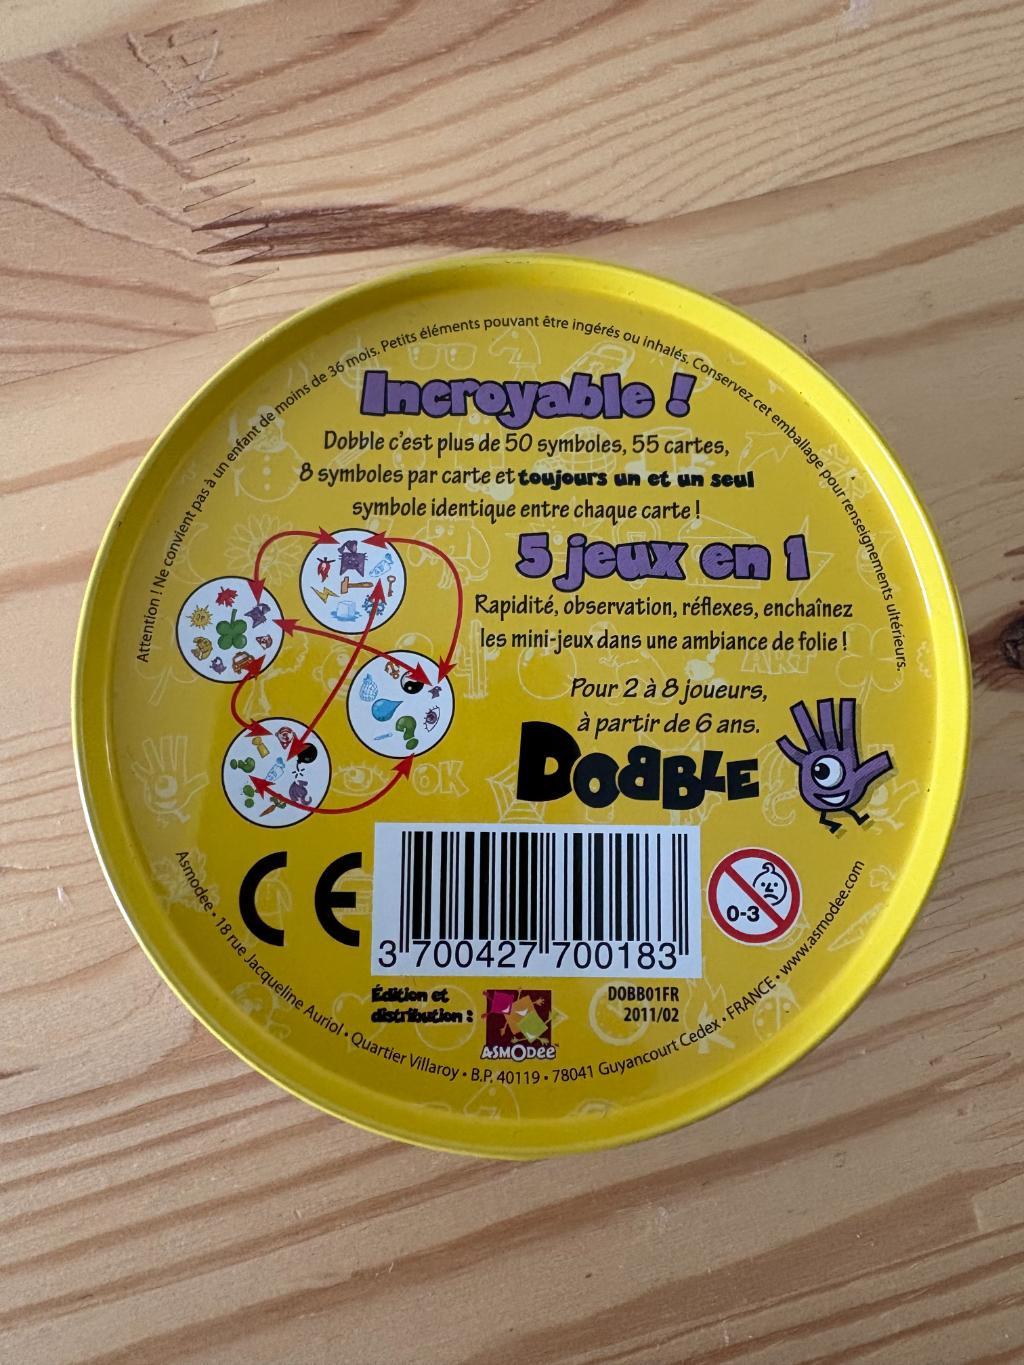 Attention ! Ne convient pas à un enfant de moins de 36 mois. Petits éléments pouvant être ingérés ou inhalés. Conservez cet emballage pour renseignements ultérieurs.
Incroyable !
Dobble c'est plus de 50 symboles, 55 cartes,
8 symboles par carte et toujours un et un seul
symbole identique entre chaque carte !
5 jeux en 1
Rapidité, observation, réflexes, enchaînez
les mini-jeux dans une ambiance de folie !
Pour 2 à 8 joueurs,
à partir de 6 ans.
DOBBLE
OK
ART
CE
0-3
3 700427 700183
Édition et
distribution :
ASMODee
DOBB01FR
2011/02
Asmodee • 18 rue Jacqueline Auriol • Quartier Villaroy • B.P. 40119 • 78041 Guyancourt Cedex • FRANCE • www.asmodee.com